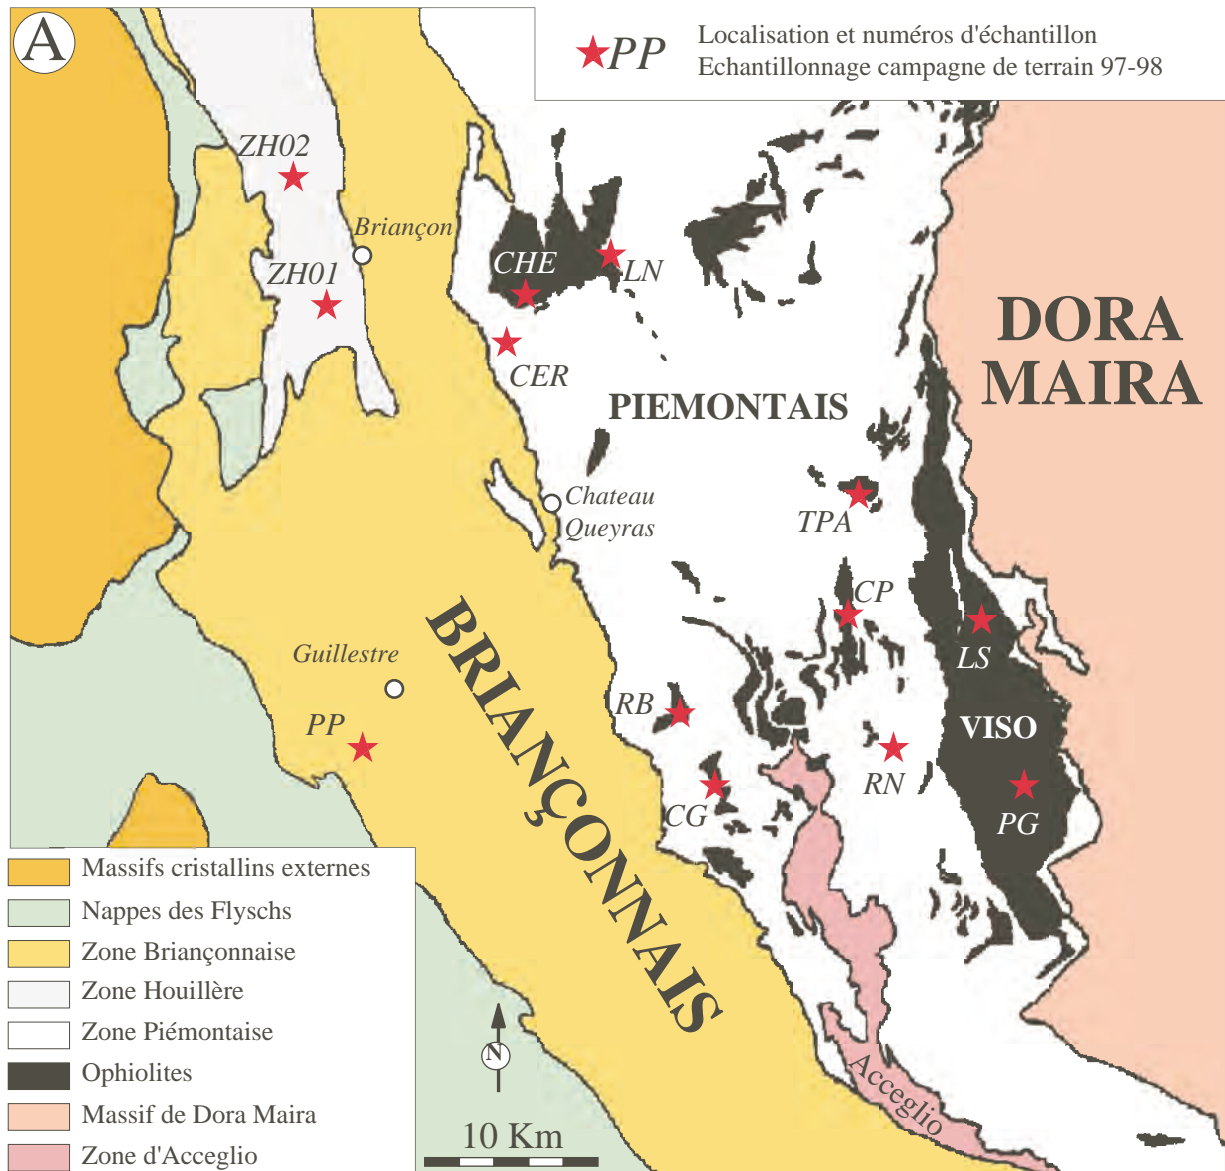 A
PP
Localisation et numéros d'échantillon
Echantillonnage campagne de terrain 97-98
ZH02
Briançon
ZH01
CHE
LN
CER
DORA
MAIRA
PIEMONTAIS
Chateau
Queyras
TPA
CP
LS
Guillestre
PP
BRIANÇONNAIS
RB
VISO
RN
CG
PG
Massifs cristallins externes
Nappes des Flyschs
Zone Briançonnaise
Zone Houillère
Zone Piémontaise
Ophiolites
Massif de Dora Maira
Zone d'Acceglio
N
10 Km
Acceglio